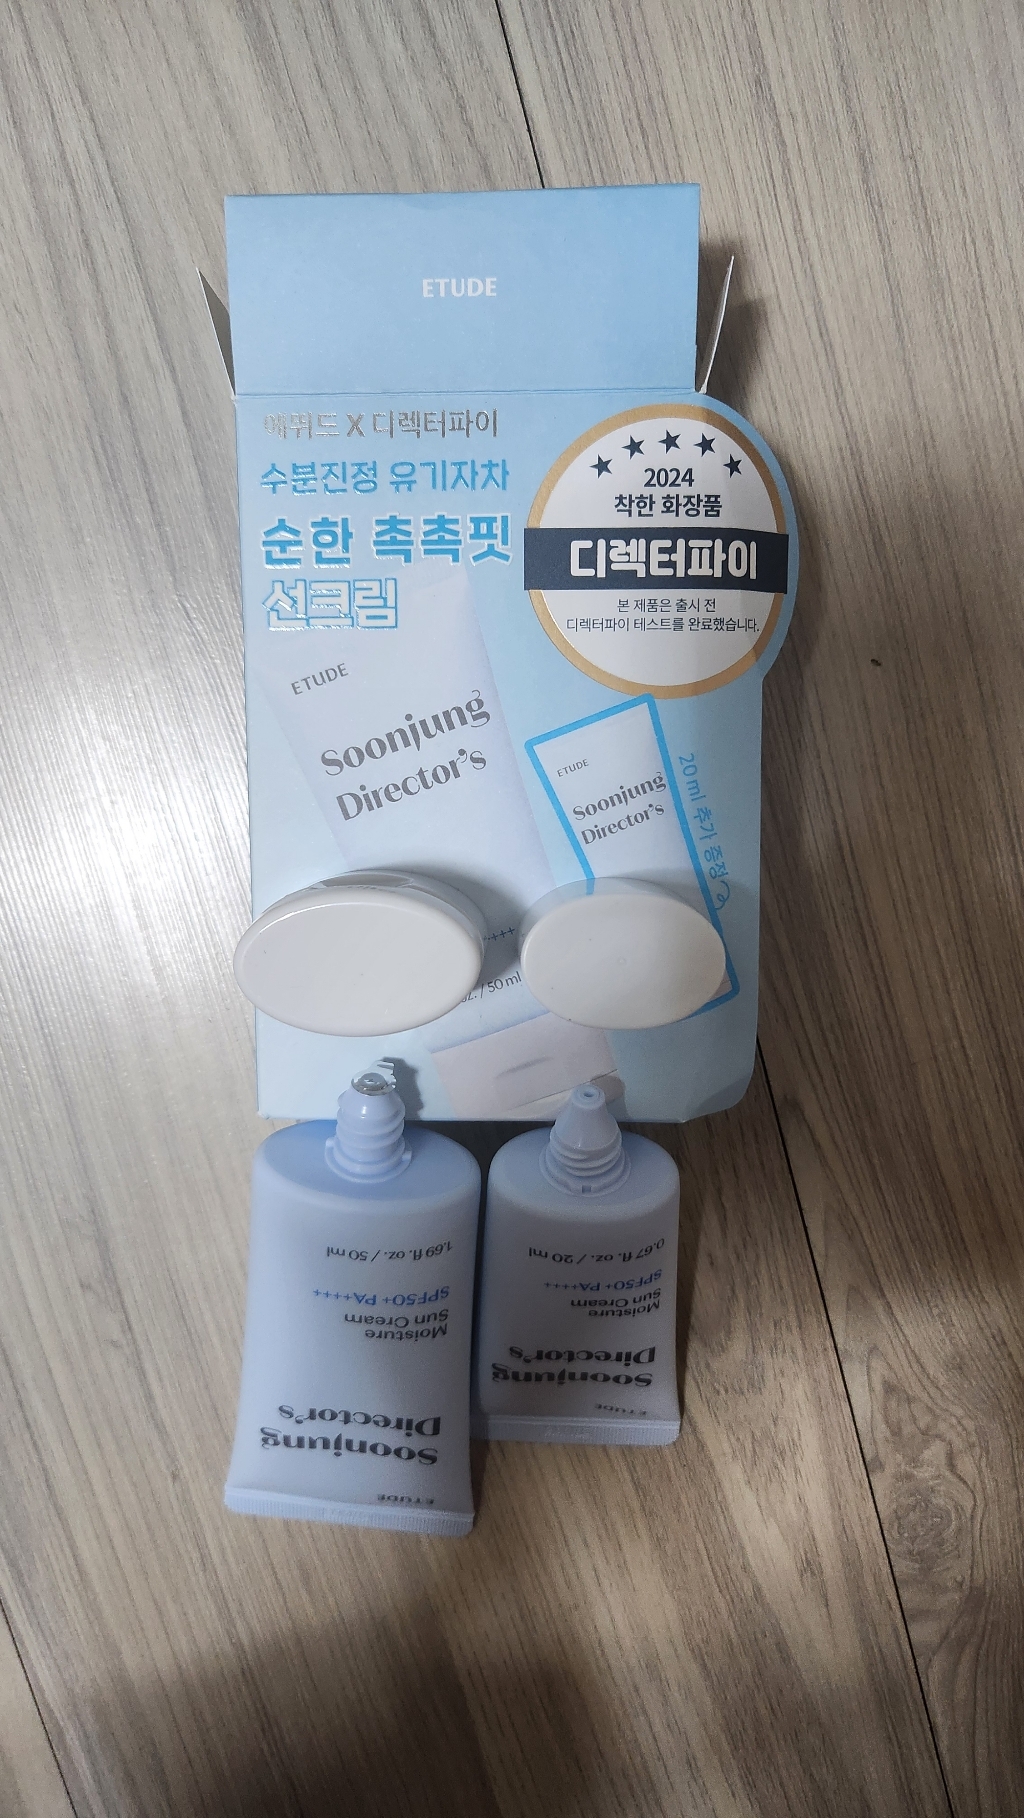 ETUDE
에뛰드 X 디렉터파이
수분진정 유기자차
순한 촉촉핏
선크림
2024
착한 화장품
디렉터파이
본 제품은 출시 전
디렉터파이 테스트를 완료했습니다.
ETUDE
Soonjung
Director's
ETUDE
Soonjung
Director's
20 ml 추가 증정
++
oz. / 50 ml
ETUDE
Soonjung
Director's
Moisture
Sun Cream
SPF50+ PA++++
1.69 fl. oz. / 50 ml
ETUDE
Soonjung
Director's
Moisture
Sun Cream
SPF50+ PA++++
0.67 fl. oz. / 20 ml